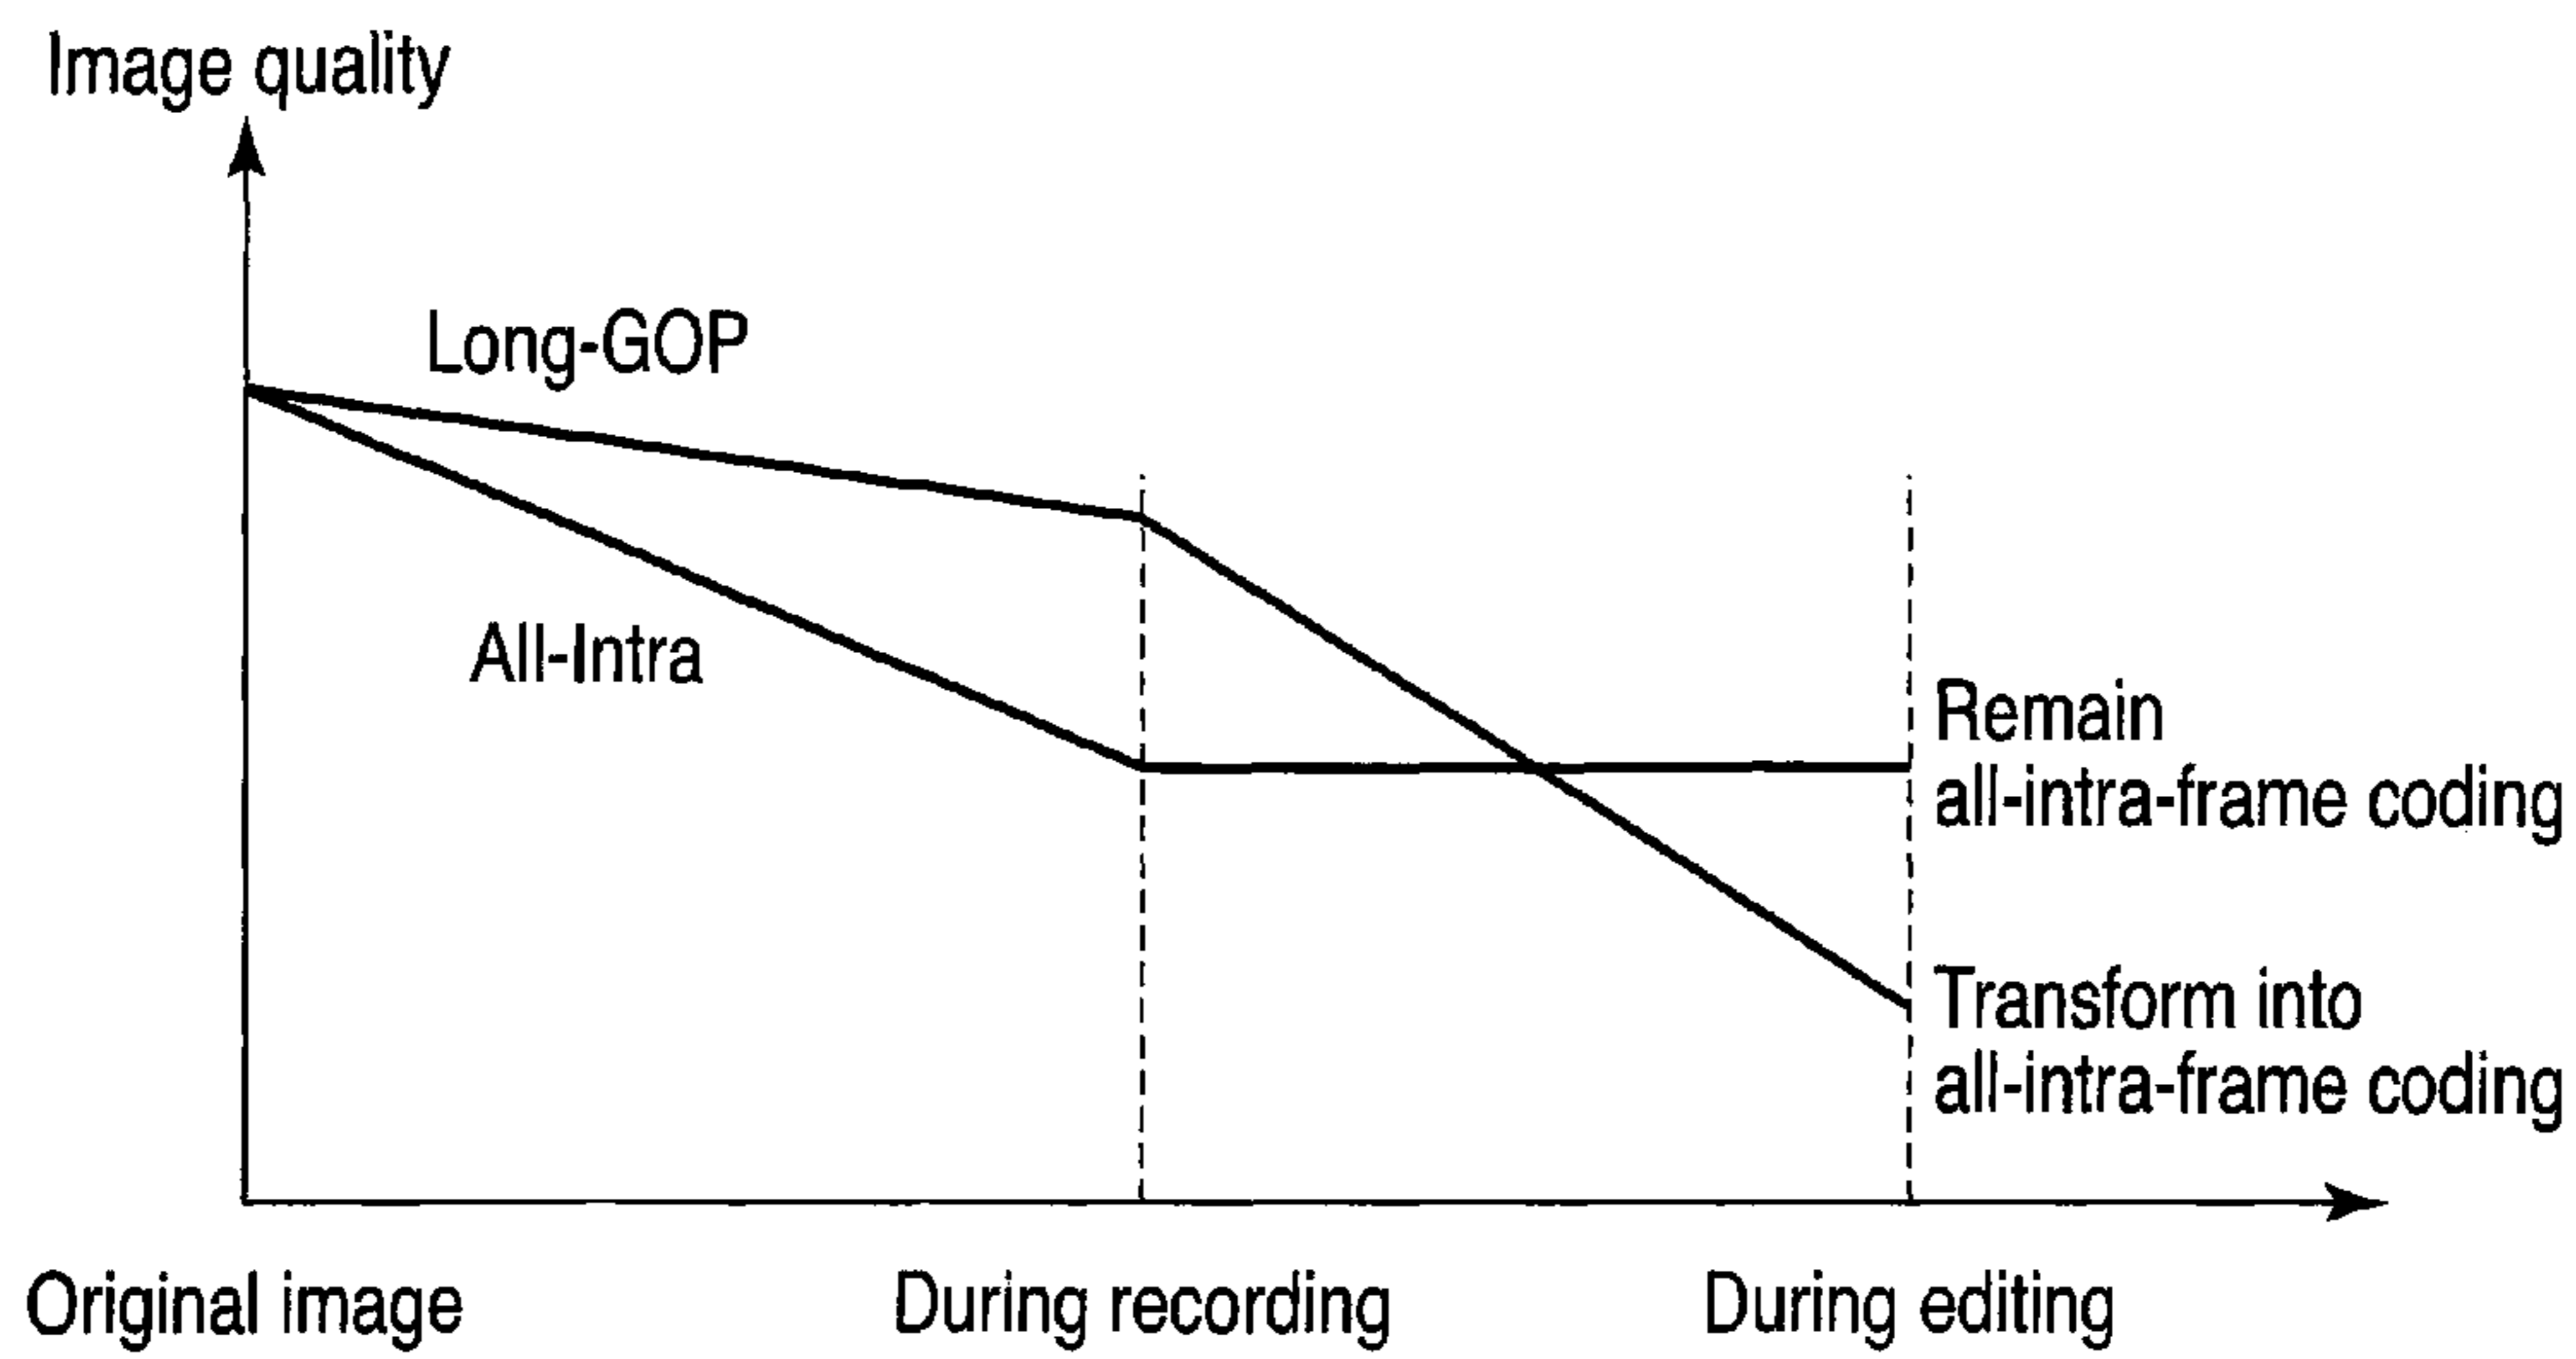 Image quality
Long-GOP
All-Intra
Remain
all-intra-frame coding
Transform into
all-intra-frame coding
Original image
During recording
During editing